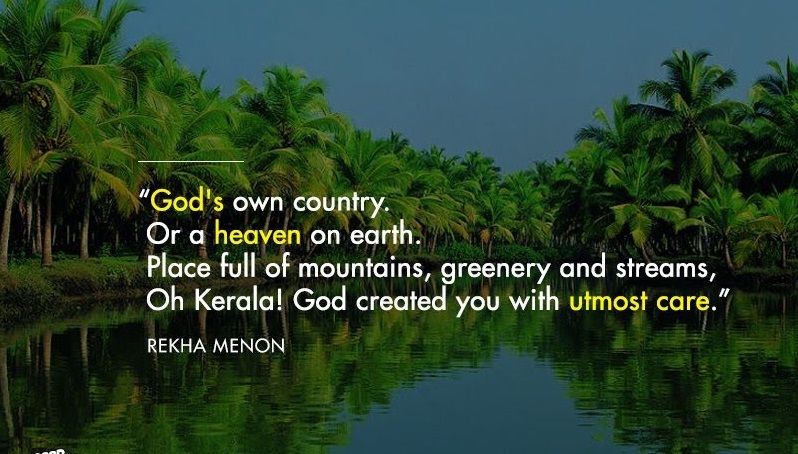 “God's own country.
Or a heaven on earth.
Place full of mountains, greenery and streams,
Oh Kerala! God created you with utmost care.”
REKHA MENON